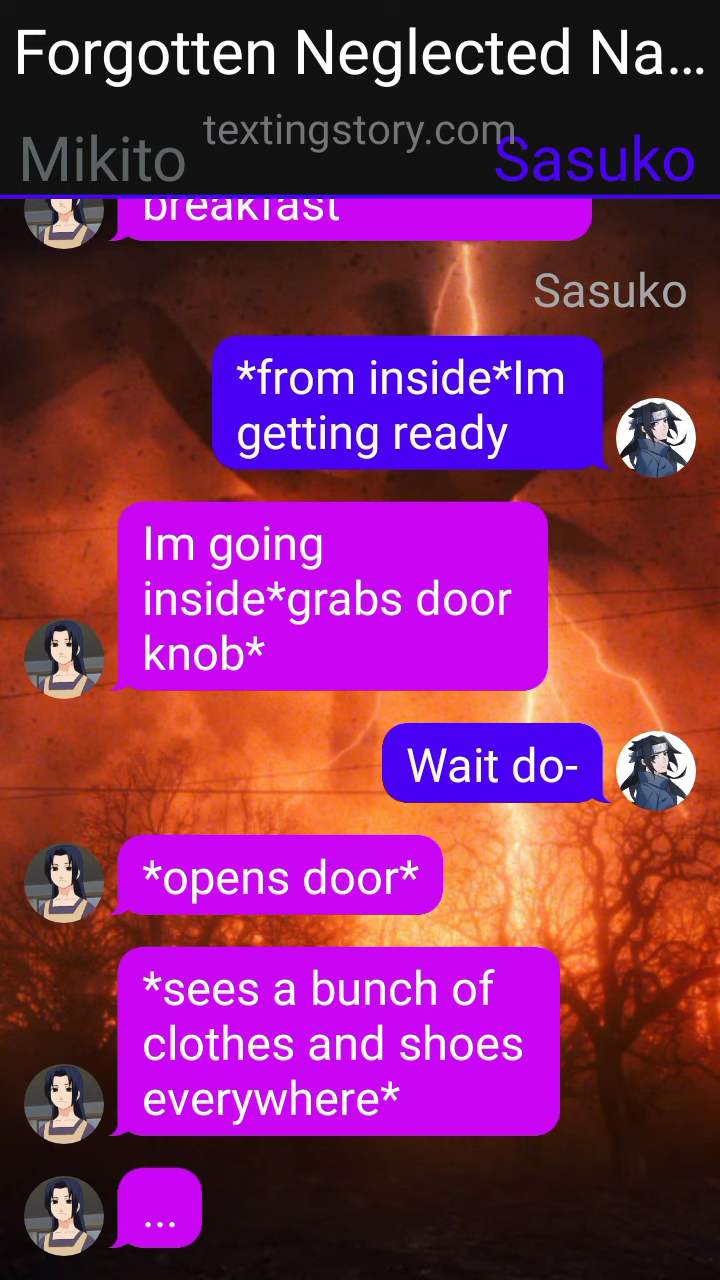 Forgotten Neglected Na...
textingstory.com
Mikito
Sasuko
breakfast
Sasuko
*from inside*Im
getting ready
Im going
inside*grabs door
knob*
Wait do-
*opens door*
*sees a bunch of
clothes and shoes
everywhere*
...